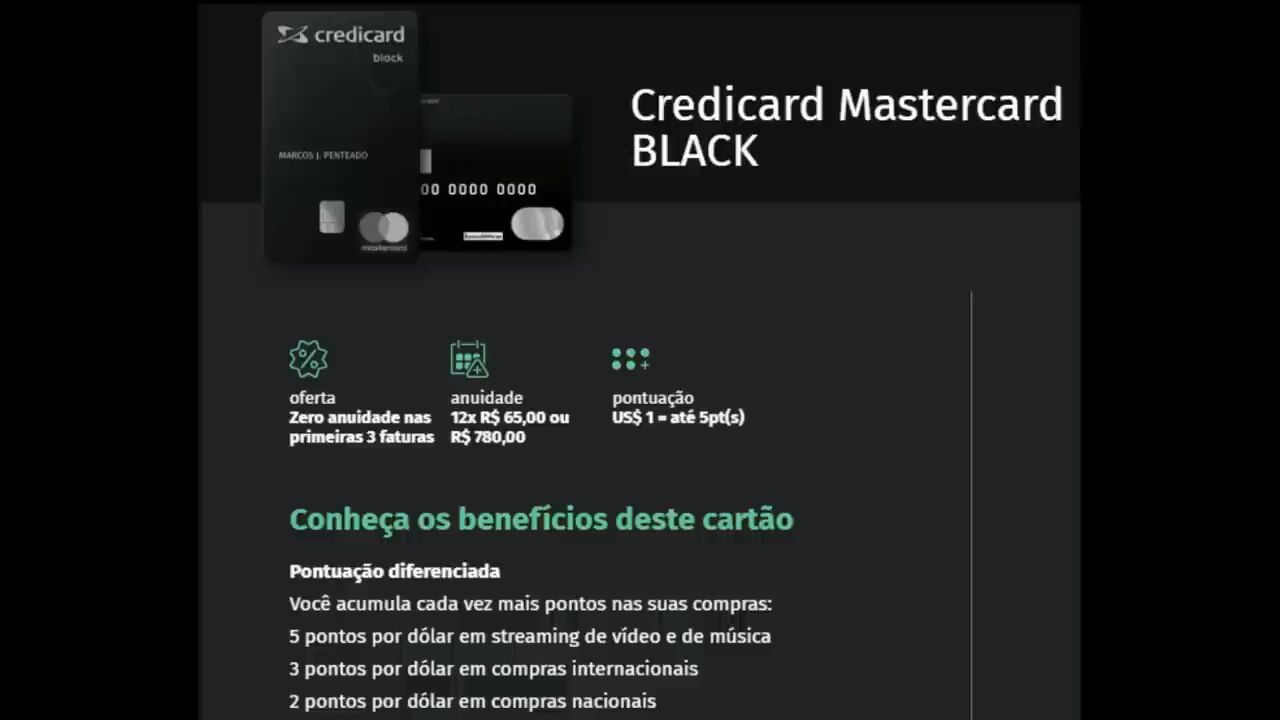 credicard
black
MARCOS J. PENTEADO
mastercard
00 0000 0000
Credicard Mastercard
BLACK
oferta
Zero anuidade nas
primeiras 3 faturas
anuidade
12x R$ 65,00 ou
R$ 780,00
pontuação
US$ 1 = até 5pt(s)
Conheça os benefícios deste cartão
Pontuação diferenciada
Você acumula cada vez mais pontos nas suas compras:
5 pontos por dólar em streaming de vídeo e de música
3 pontos por dólar em compras internacionais
2 pontos por dólar em compras nacionais